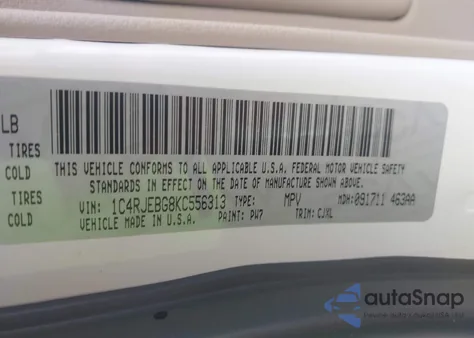 LB
TIRES
COLD
TIRES
COLD
THIS VEHICLE CONFORMS TO ALL APPLICABLE U.S.A. FEDERAL MOTOR VEHICLE SAFETY
STANDARDS IN EFFECT ON THE DATE OF MANUFACTURE SHOWN ABOVE.
VIN: 1C4RJEBG8KC556313 TYPE: MPV MDH:091711 463AA
VEHICLE MADE IN U.S.A. PAINT: PW7 TRIM: CJXL
autoSnap